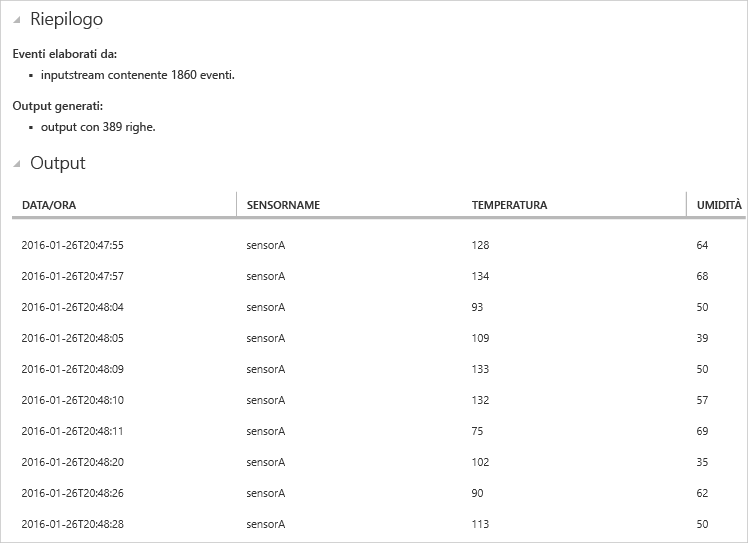 Riepilogo
Eventi elaborati da:
▪ inputstream contenente 1860 eventi.
Output generati:
▪ output con 389 righe.
Output
DATA/ORA SENSORNAME TEMPERATURA UMIDITÀ
2016-01-26T20:47:55 sensorA 128 64
2016-01-26T20:47:57 sensorA 134 68
2016-01-26T20:48:04 sensorA 93 50
2016-01-26T20:48:05 sensorA 109 39
2016-01-26T20:48:09 sensorA 133 50
2016-01-26T20:48:10 sensorA 132 57
2016-01-26T20:48:11 sensorA 75 69
2016-01-26T20:48:20 sensorA 102 35
2016-01-26T20:48:26 sensorA 90 62
2016-01-26T20:48:28 sensorA 113 50